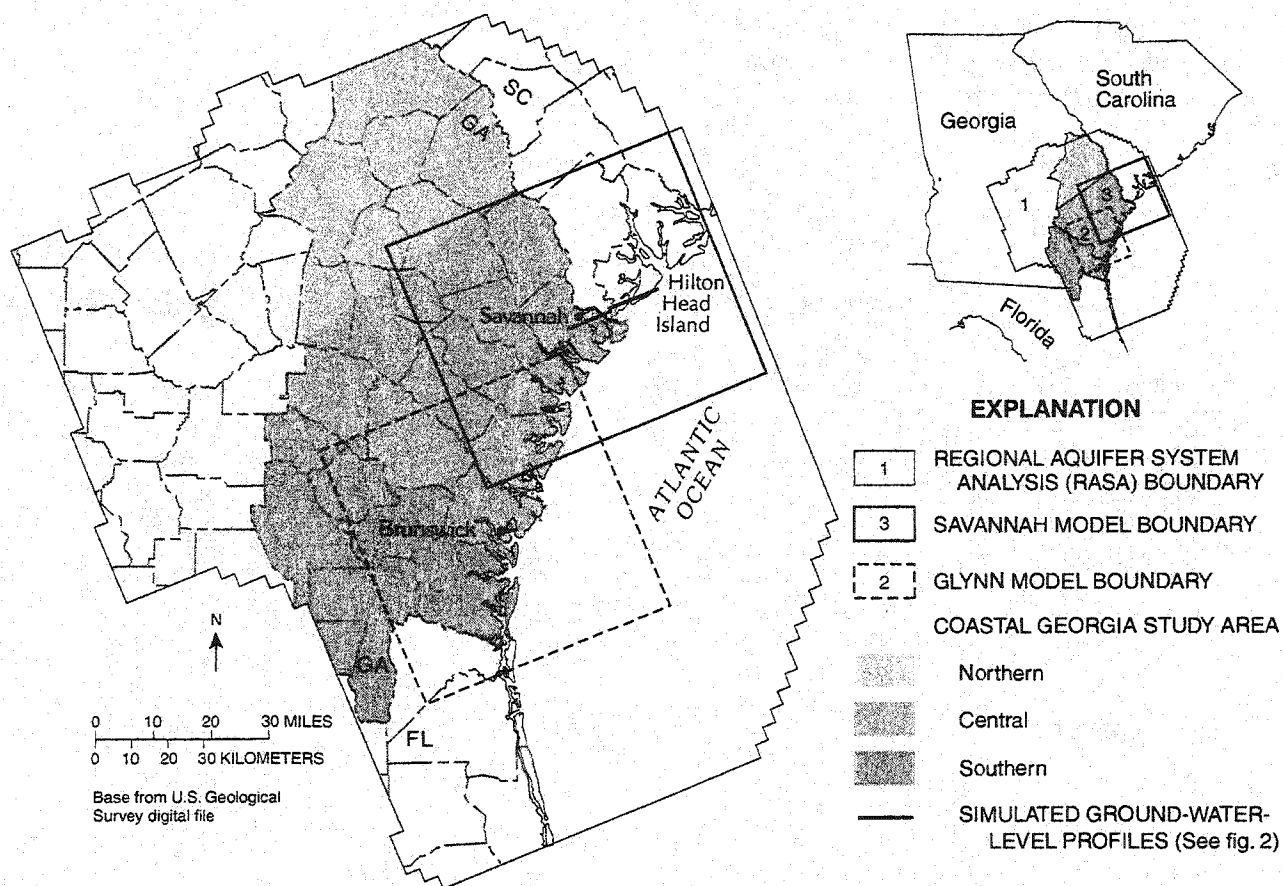 SC
GA
Savannah
Hilton
Head
Island
ATLANTIC
OCEAN
Brunswick
GA
FL
N
0 10 20 30 MILES
0 10 20 30 KILOMETERS
Base from U.S. Geological
Survey digital file
South
Carolina
Georgia
1
3
2
Florida
EXPLANATION
1 REGIONAL AQUIFER SYSTEM
ANALYSIS (RASA) BOUNDARY
3 SAVANNAH MODEL BOUNDARY
2 GLYNN MODEL BOUNDARY
COASTAL GEORGIA STUDY AREA
Northern
Central
Southern
SIMULATED GROUND-WATER-
LEVEL PROFILES (See fig. 2)